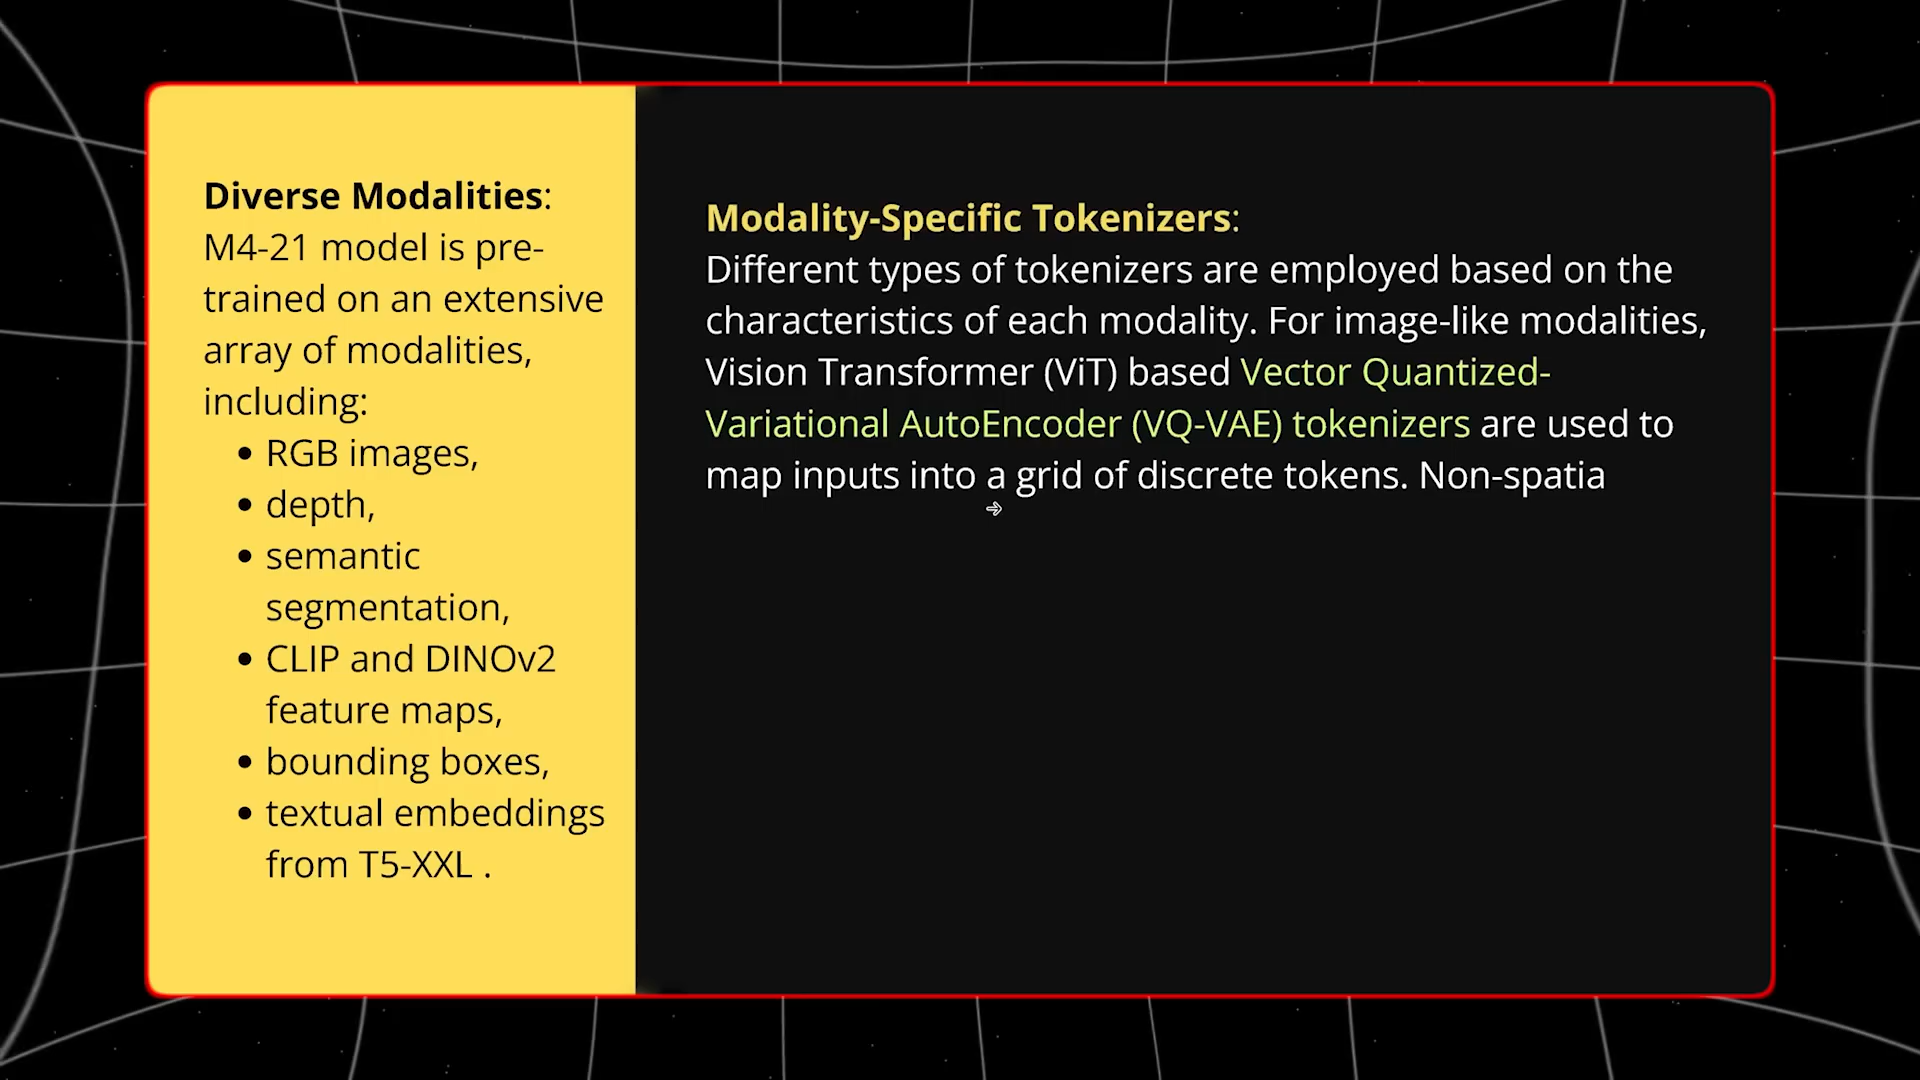 Diverse Modalities:
M4-21 model is pre-
trained on an extensive
array of modalities,
including:
• RGB images,
• depth,
• semantic
segmentation,
• CLIP and DINOv2
feature maps,
• bounding boxes,
• textual embeddings
from T5-XXL .
Modality-Specific Tokenizers:
Different types of tokenizers are employed based on the
characteristics of each modality. For image-like modalities,
Vision Transformer (ViT) based Vector Quantized-
Variational AutoEncoder (VQ-VAE) tokenizers are used to
map inputs into a grid of discrete tokens. Non-spatia